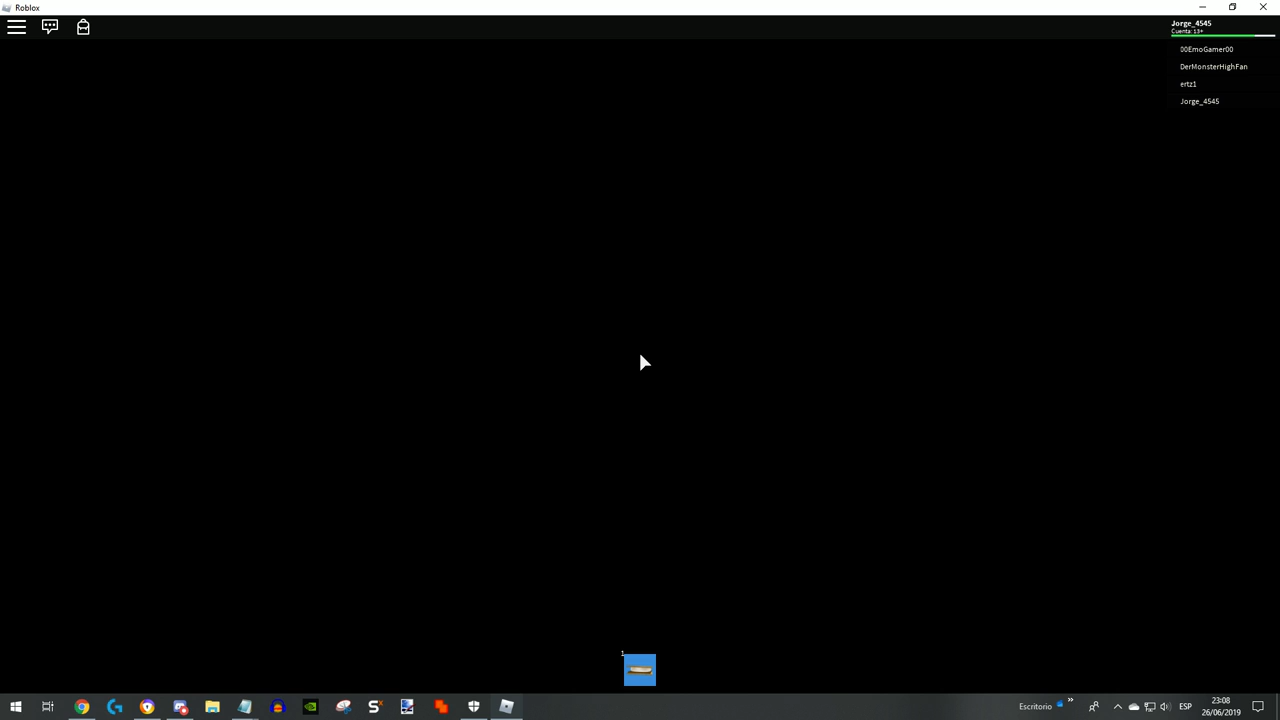 Roblox
Jorge_4545
Cuenta: 13+
00EmoGamer00
DerMonsterHighFan
ertz1
Jorge_4545
1
Escritorio
ESP
23:08
26/06/2019